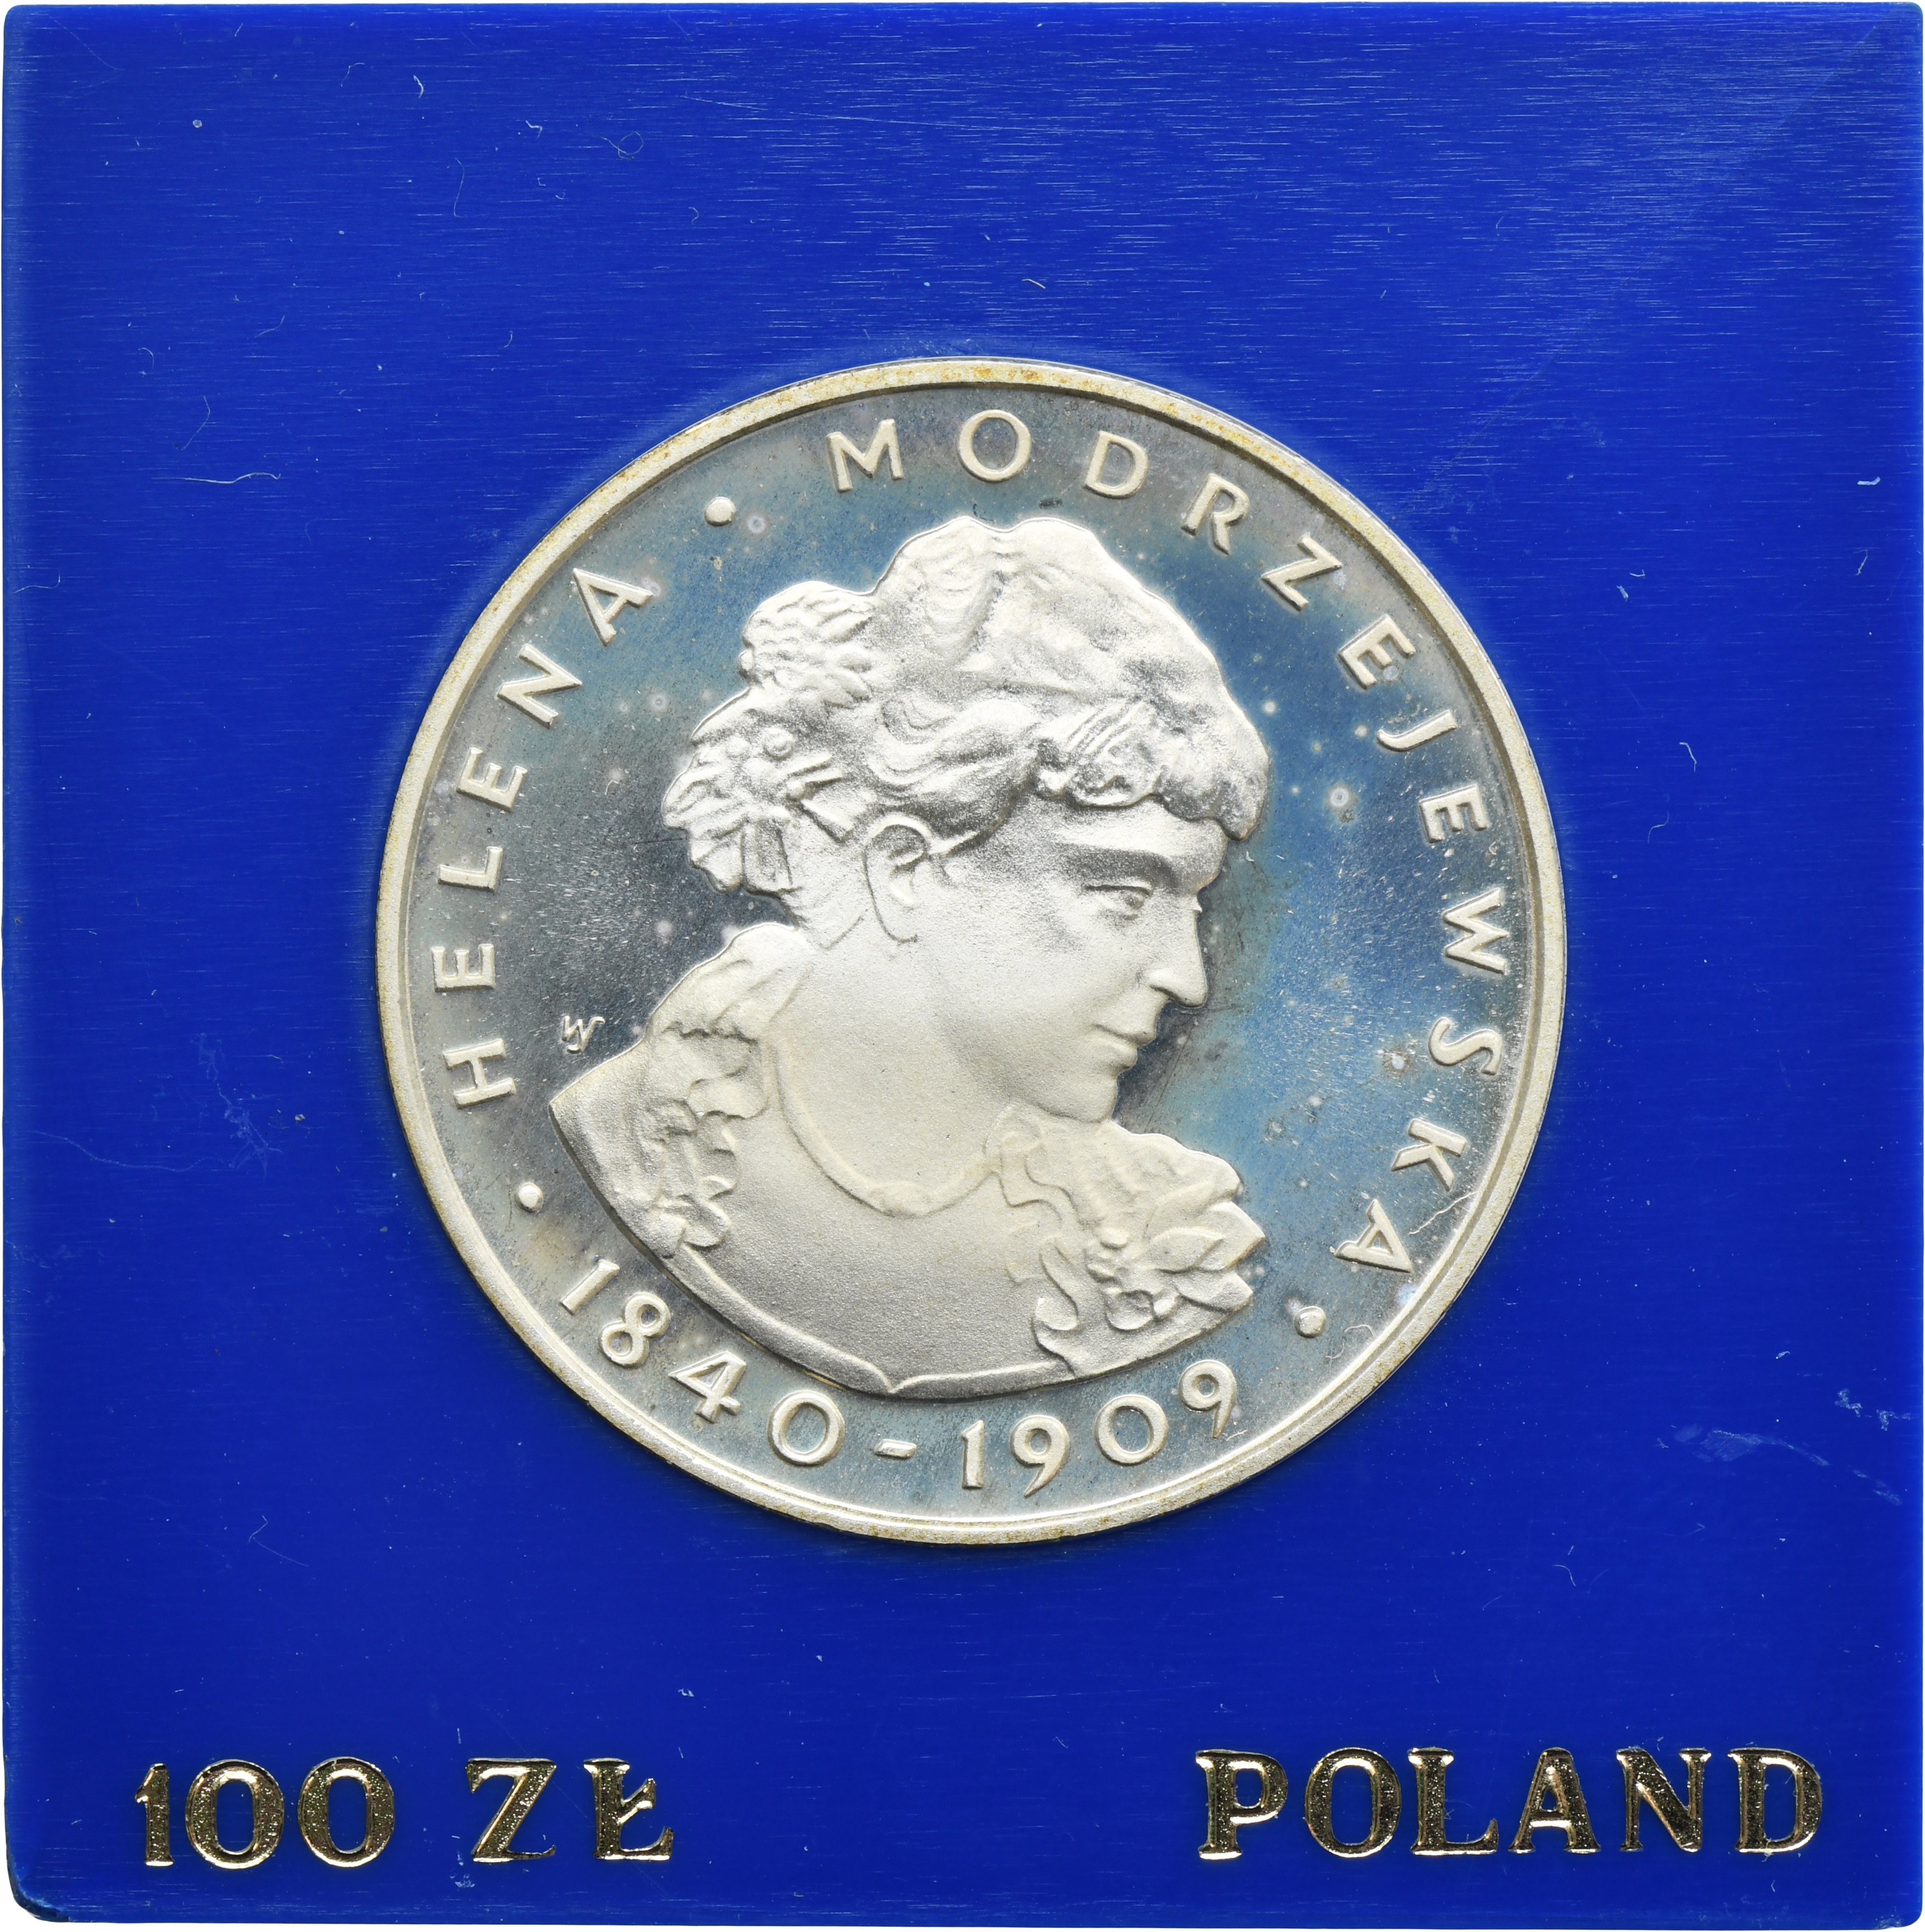 HELENA • MODRZEJEWSKA
• 1840-1909 •
W
100 ZŁ
POLAND